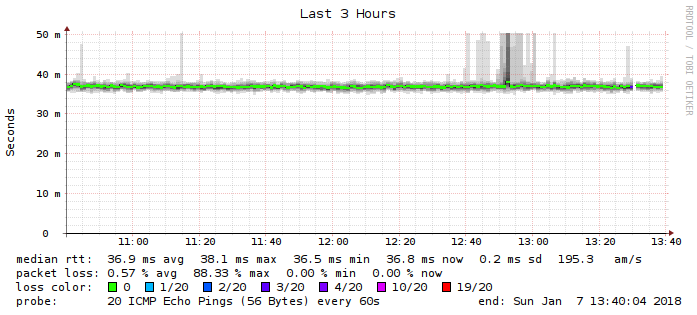 Last 3 Hours
RRDTOOL / TOBI OETIKER
Seconds
50 m
40 m
30 m
20 m
10 m
0
11:00 11:20 11:40 12:00 12:20 12:40 13:00 13:20 13:40
median rtt: 36.9 ms avg 38.1 ms max 36.5 ms min 36.8 ms now 0.2 ms sd 195.3 am/s
packet loss: 0.57 % avg 88.33 % max 0.00 % min 0.00 % now
loss color: 0 1/20 2/20 3/20 4/20 10/20 19/20
probe: 20 ICMP Echo Pings (56 Bytes) every 60s end: Sun Jan 7 13:40:04 2018